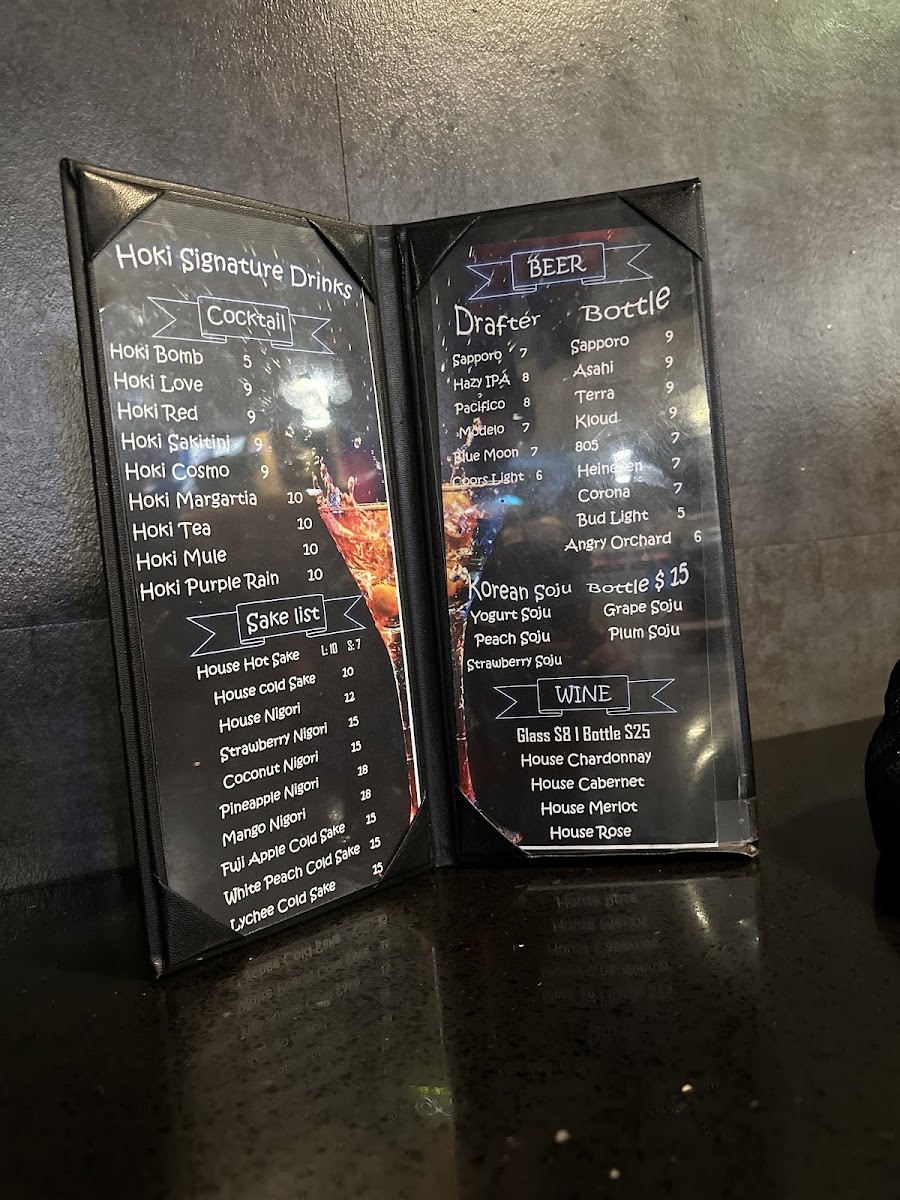 Hoki Signature Drinks
Cocktail
Hoki Bomb 5
Hoki Love 9
Hoki Red 9
Hoki Sakitini 9
Hoki Cosmo 9
Hoki Margartia 10
Hoki Tea 10
Hoki Mule 10
Hoki Purple Rain 10
Sake list
House Hot Sake L:10 S:7
House cold Sake 10
House Nigori 12
Strawberry Nigori 15
Coconut Nigori 15
Pineapple Nigori 18
Mango Nigori 18
Fuji Apple Cold Sake 15
White Peach Cold Sake 15
Lychee Cold Sake 15
BEER
Drafter
Sapporo 7
Hazy IPA 8
Pacifico 8
Modelo 7
Blue Moon 7
Coors Light 6
Bottle
Sapporo 9
Asahi 9
Terra 9
Kloud 9
805 7
Heineken 7
Corona 7
Bud Light 5
Angry Orchard 6
Korean Soju Bottle $ 15
Yogurt Soju Grape Soju
Peach Soju Plum Soju
Strawberry Soju
WINE
Glass $8 | Bottle $25
House Chardonnay
House Cabernet
House Merlot
House Rose